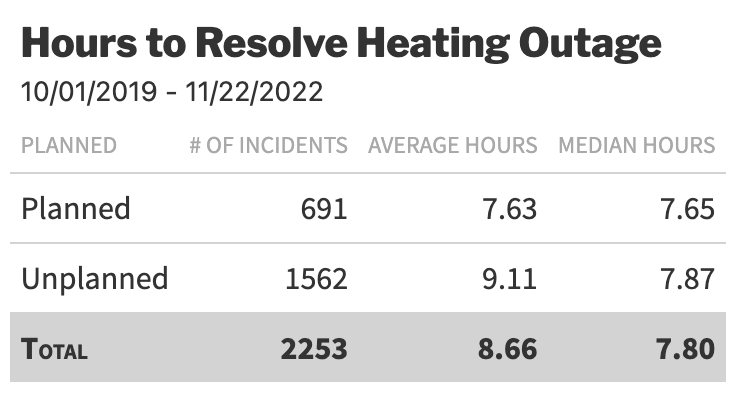 Hours to Resolve Heating Outage
10/01/2019 - 11/22/2022
PLANNED # OF INCIDENTS AVERAGE HOURS MEDIAN HOURS
Planned 691 7.63 7.65
Unplanned 1562 9.11 7.87
TOTAL 2253 8.66 7.80